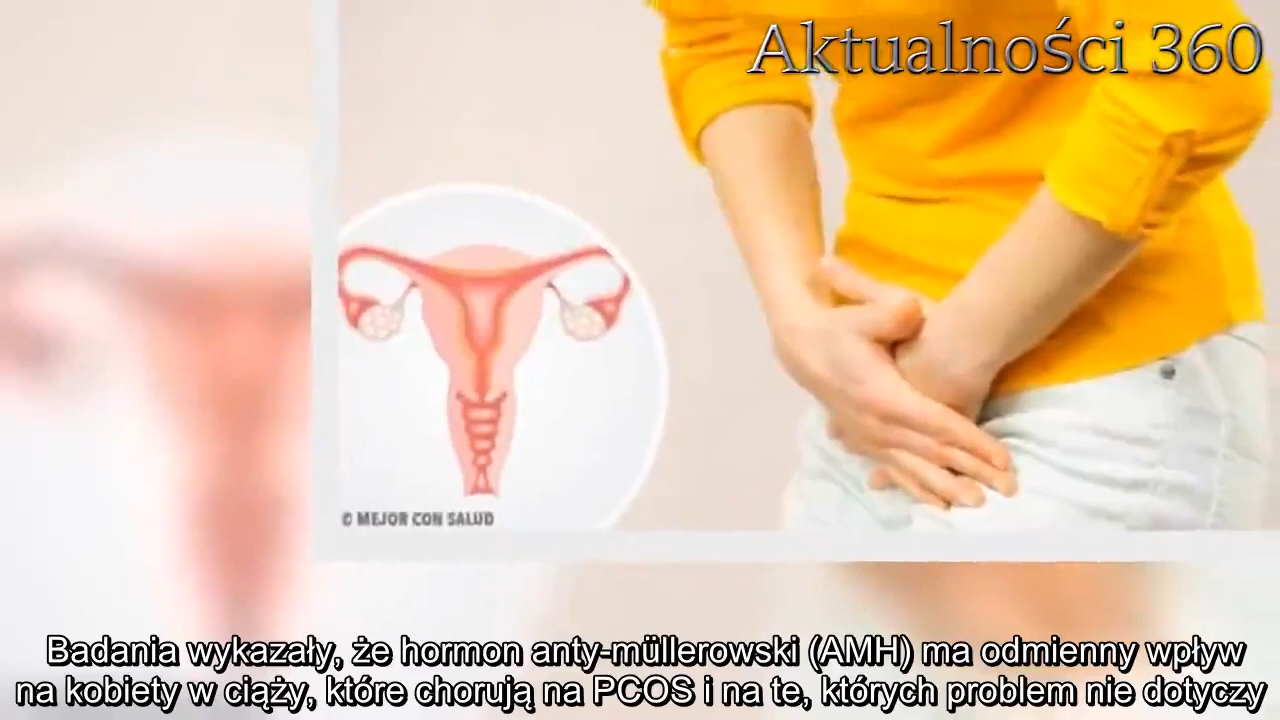 Aktualności 360
© MEJOR CON SALUD
Badania wykazały, że hormon anty-müllerowski (AMH) ma odmienny wpływ
na kobiety w ciąży, które chorują na PCOS i na te, których problem nie dotyczy